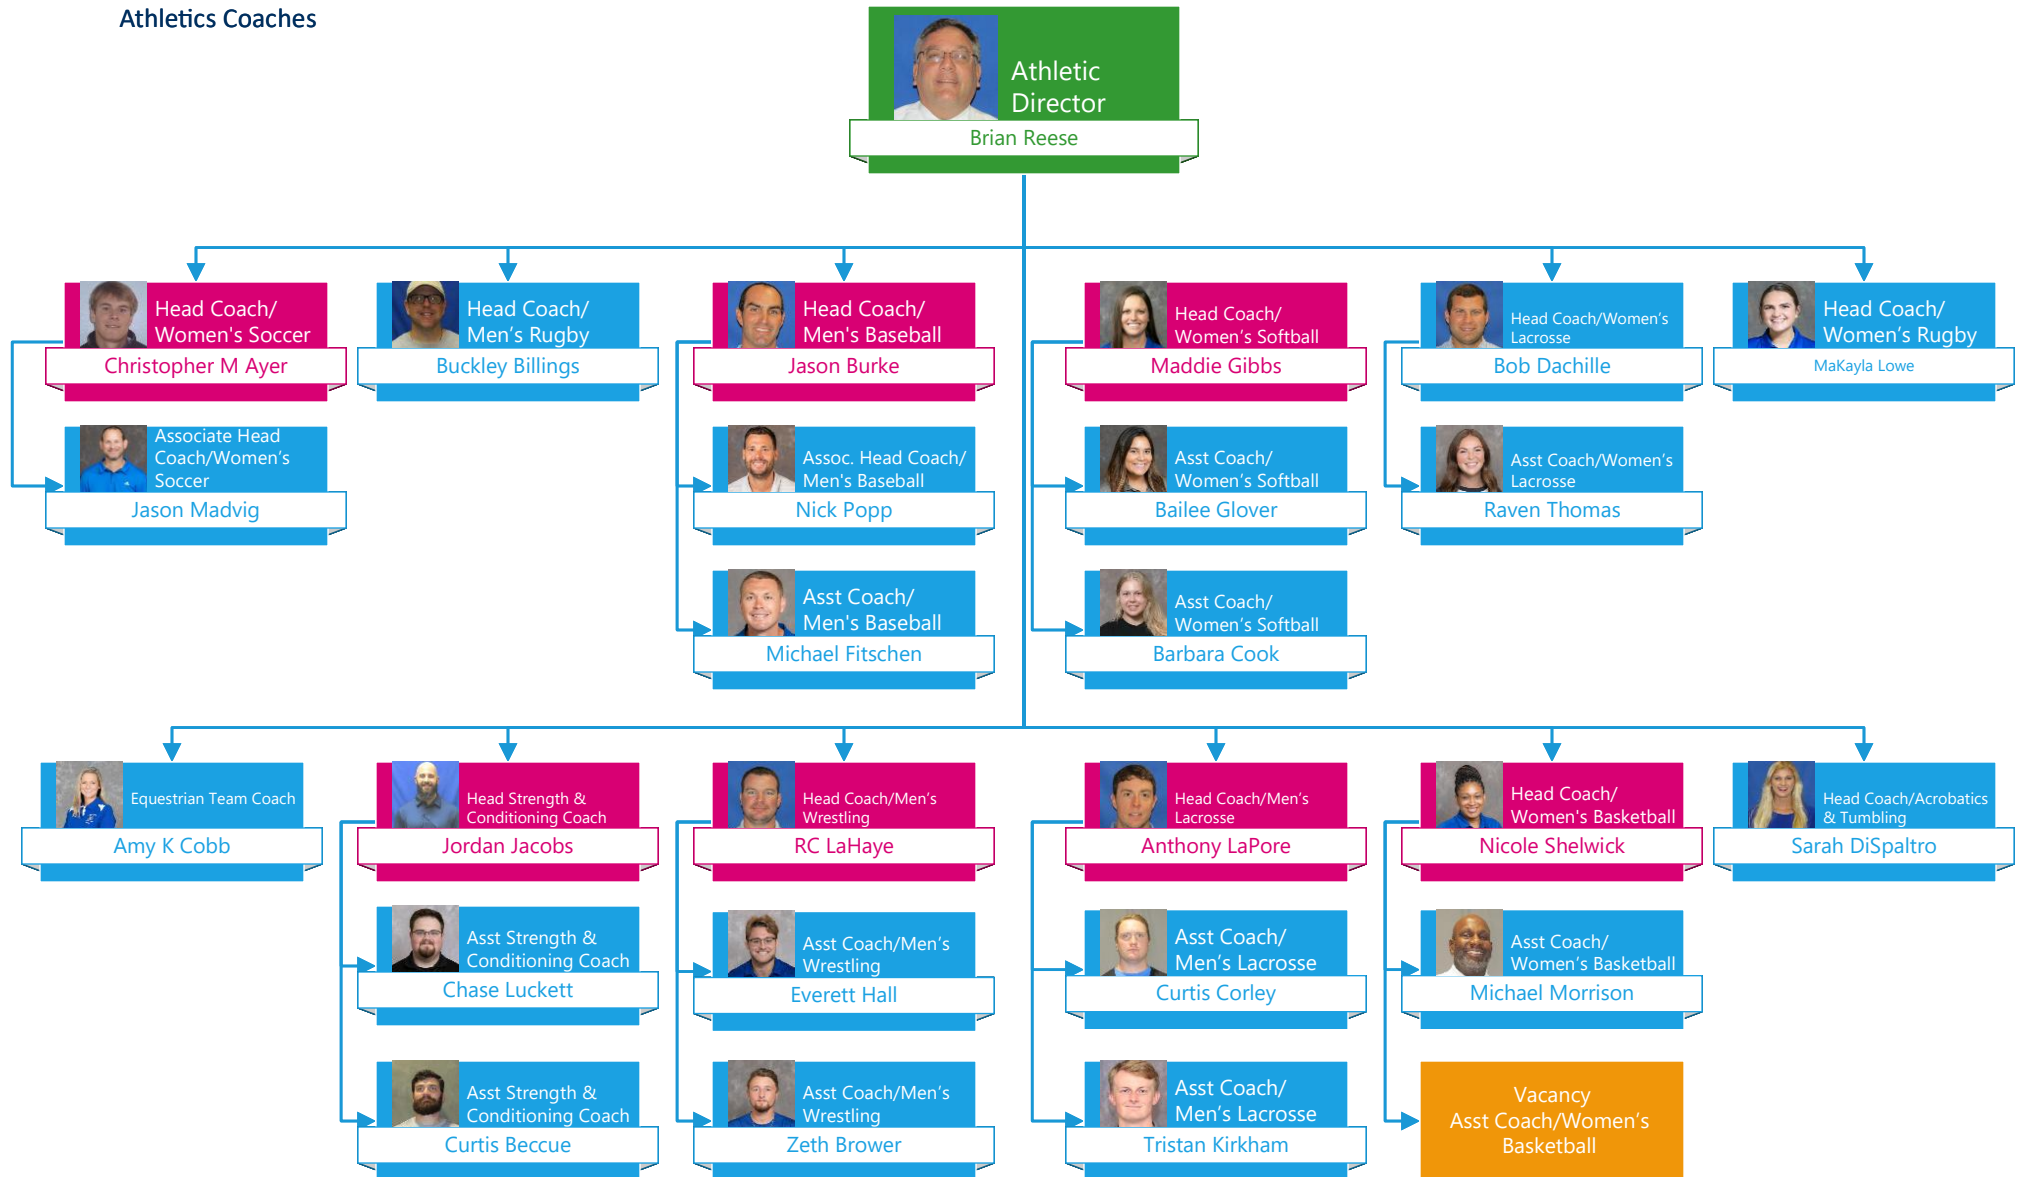 Athletics Coaches
Athletic
Director
Brian Reese
Head Coach/
Women's Soccer
Christopher M Ayer
Head Coach/
Men’s Rugby
Buckley Billings
Head Coach/
Men's Baseball
Jason Burke
Head Coach/
Women’s Softball
Maddie Gibbs
Head Coach/Women’s
Lacrosse
Bob Dachille
Head Coach/
Women’s Rugby
MaKayla Lowe
Associate Head
Coach/Women’s
Soccer
Jason Madvig
Assoc. Head Coach/
Men's Baseball
Nick Popp
Asst Coach/
Women’s Softball
Bailee Glover
Asst Coach/Women’s
Lacrosse
Raven Thomas
Asst Coach/
Men's Baseball
Michael Fitschen
Asst Coach/
Women’s Softball
Barbara Cook
Equestrian Team Coach
Amy K Cobb
Head Strength &
Conditioning Coach
Jordan Jacobs
Head Coach/Men’s
Wrestling
RC LaHaye
Head Coach/Men’s
Lacrosse
Anthony LaPore
Head Coach/
Women's Basketball
Nicole Shelwick
Head Coach/Acrobatics
& Tumbling
Sarah DiSpaltro
Asst Strength &
Conditioning Coach
Chase Luckett
Asst Coach/Men’s
Wrestling
Everett Hall
Asst Coach/
Men’s Lacrosse
Curtis Corley
Asst Coach/
Women’s Basketball
Michael Morrison
Asst Strength &
Conditioning Coach
Curtis Beccue
Asst Coach/Men’s
Wrestling
Zeth Brower
Asst Coach/
Men’s Lacrosse
Tristan Kirkham
Vacancy
Asst Coach/Women’s
Basketball